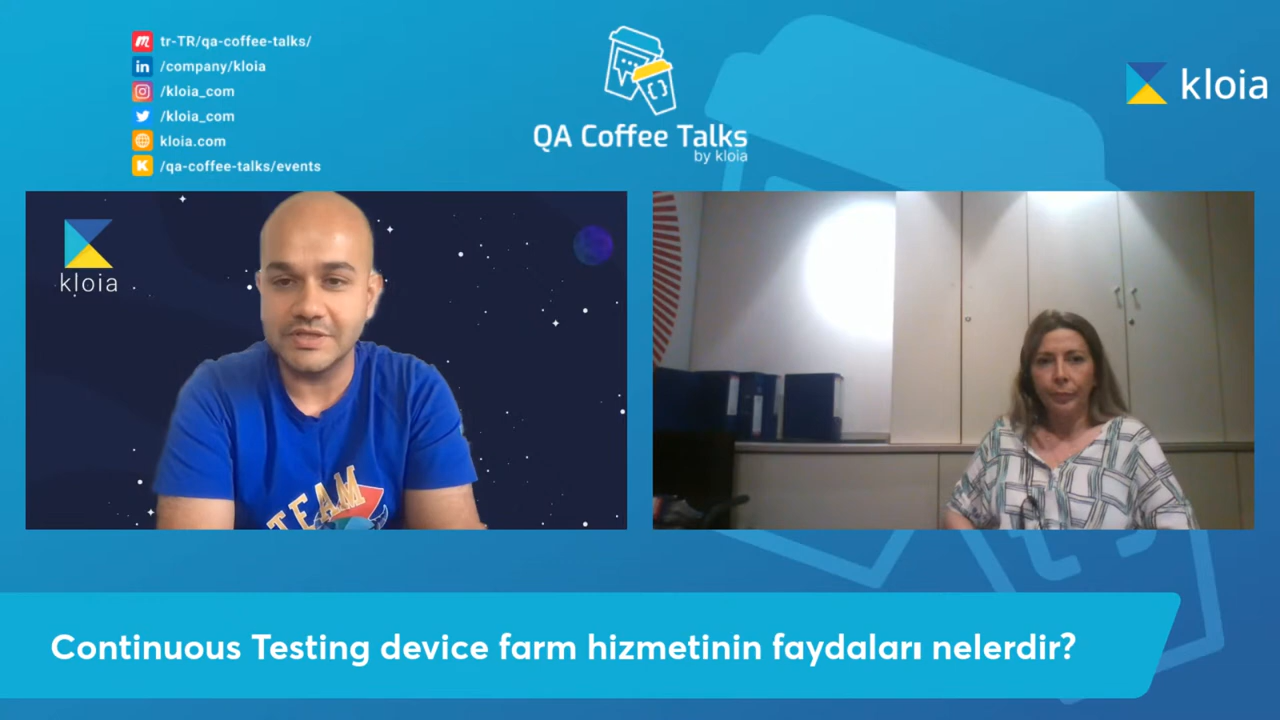 tr-TR/qa-coffee-talks/
/company/kloia
/kloia_com
/kloia_com
kloia.com
/qa-coffee-talks/events
QA Coffee Talks
by kloia
kloia
kloia
TEAM
Continuous Testing device farm hizmetinin faydaları nelerdir?